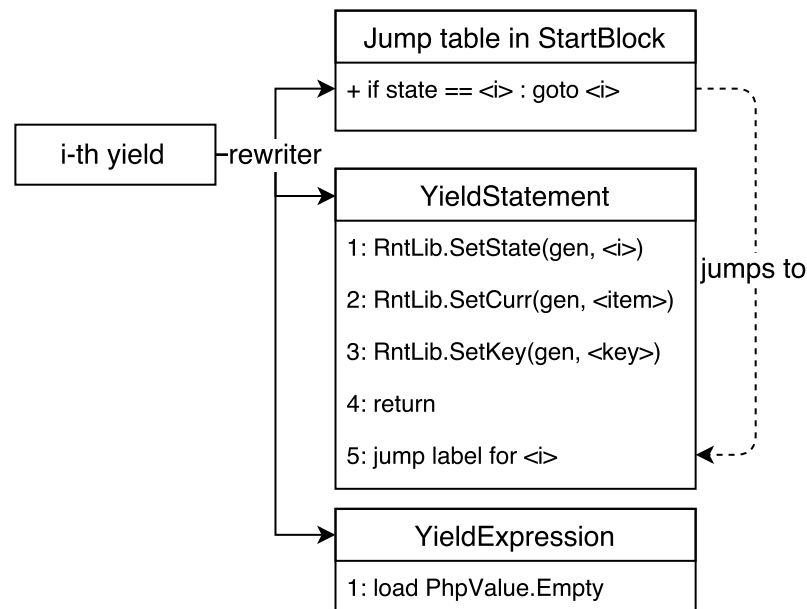 Jump table in StartBlock
+ if state == <i> : goto <i>
i-th yield
rewriter
YieldStatement
1: RntLib.SetState(gen, <i>)
2: RntLib.SetCurr(gen, <item>)
3: RntLib.SetKey(gen, <key>)
4: return
5: jump label for <i>
jumps to
YieldExpression
1: load PhpValue.Empty